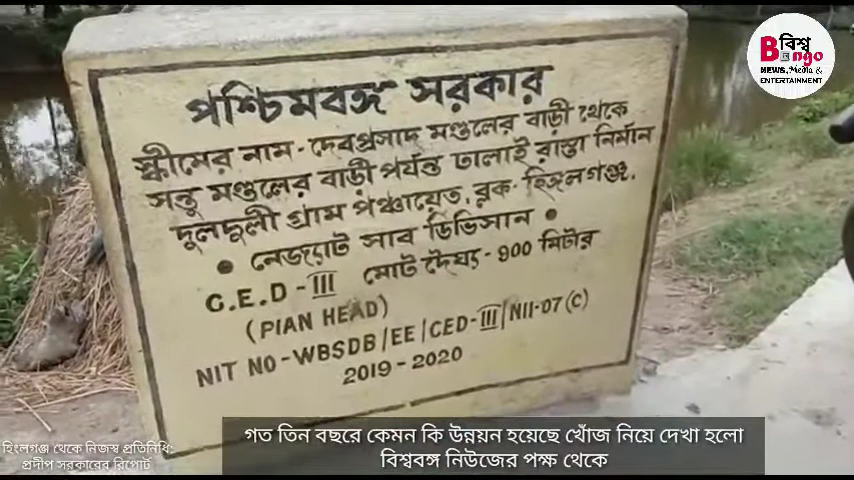 বিশ্ব
Bongo
NEWS, Media &
ENTERTAINMENT
পশ্চিমবঙ্গ সরকার
স্কীমের নাম - দেবপ্রসাদ মণ্ডলের বাড়ী থেকে
সন্তু মণ্ডলের বাড়ী পর্যন্ত ঢালাই রাস্তা নির্মান
দুলদুলী গ্রাম পঞ্চায়েত, ব্লক - হিঙ্গলগঞ্জ,
• নেজ্যাট সাব ডিভিসান •
C.E.D - III মোট দৈর্ঘ্য - 900 মিটার
(PIAN HEAD)
NIT NO - WBSDB/EE/CED-III/NII-07(C)
2019 - 2020
গত তিন বছরে কেমন কি উন্নয়ন হয়েছে খোঁজ নিয়ে দেখা হলো
বিশ্ববঙ্গ নিউজের পক্ষ থেকে
হিংলগঞ্জ থেকে নিজস্ব প্রতিনিধি:
প্রদীপ সরকারের রিপোর্ট